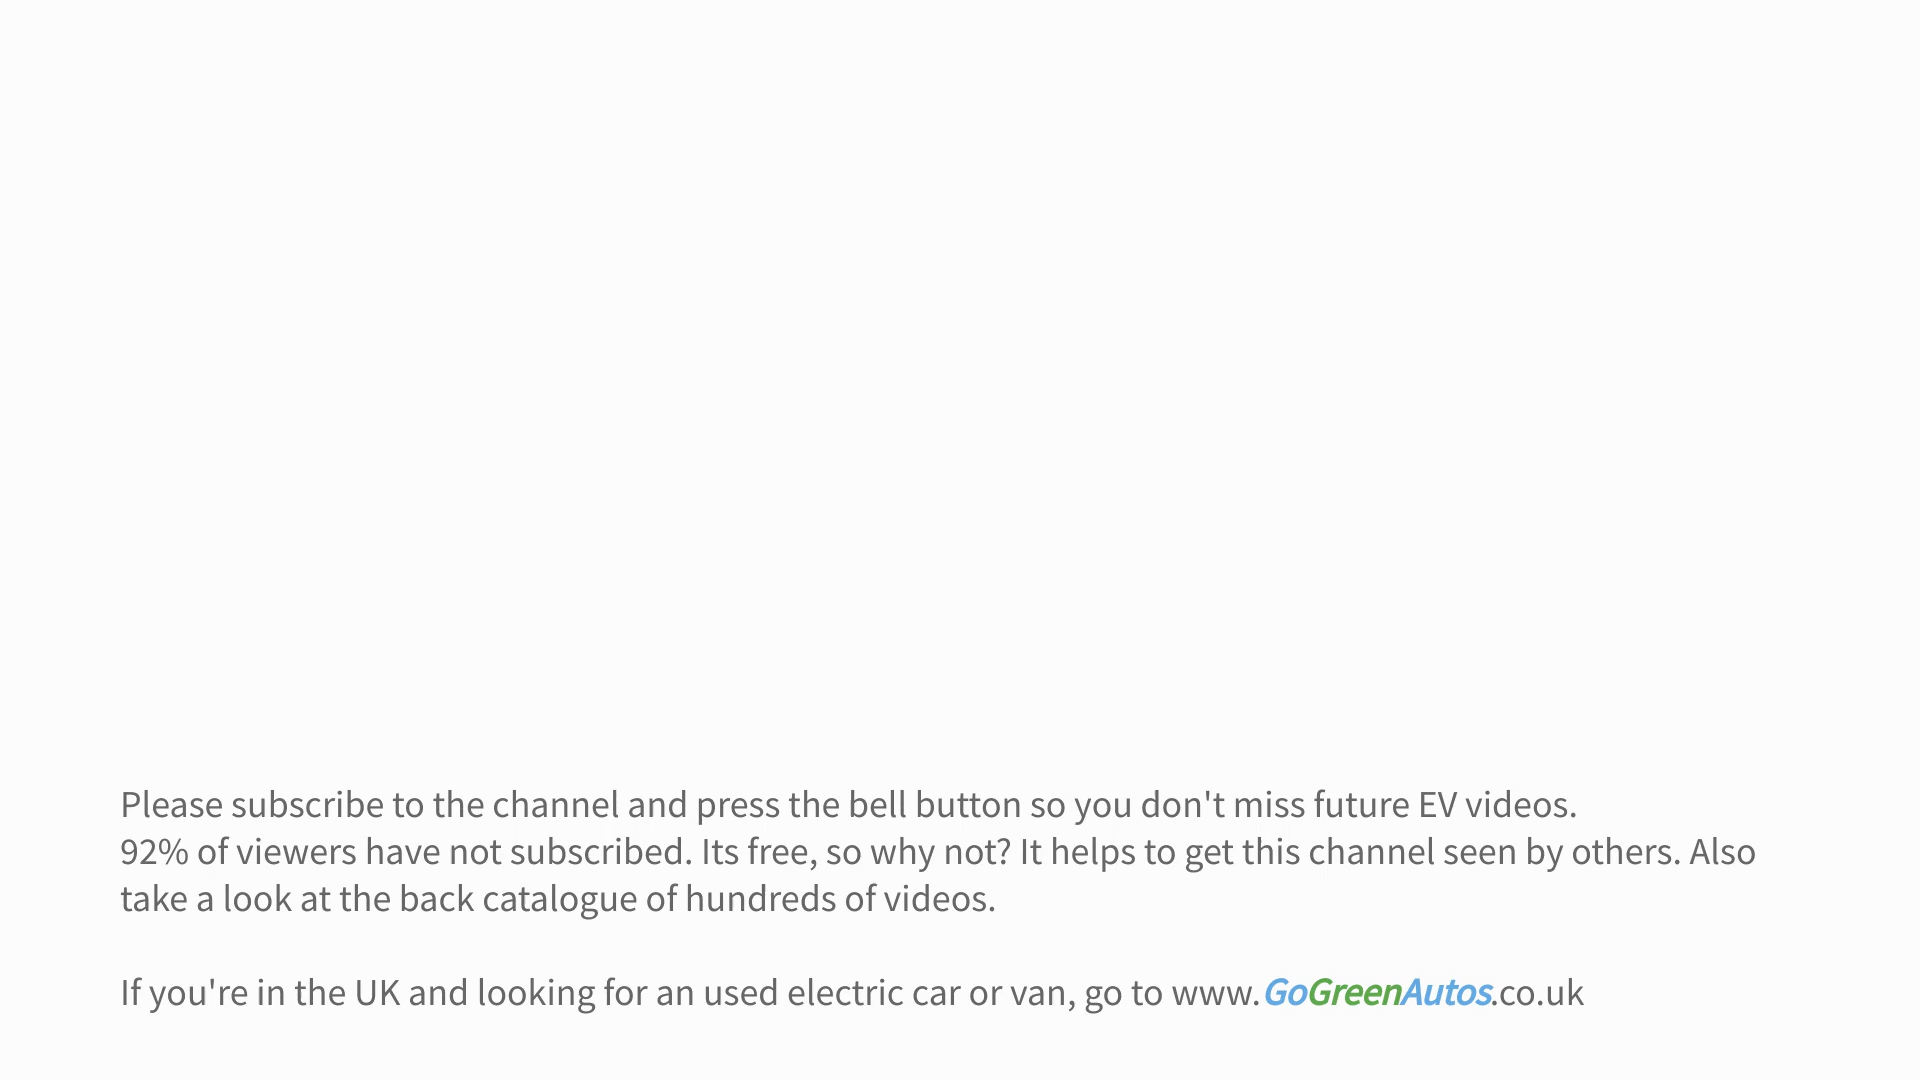 Please subscribe to the channel and press the bell button so you don't miss future EV videos.
92% of viewers have not subscribed. Its free, so why not? It helps to get this channel seen by others. Also
take a look at the back catalogue of hundreds of videos.
If you're in the UK and looking for an used electric car or van, go to www.GoGreenAutos.co.uk